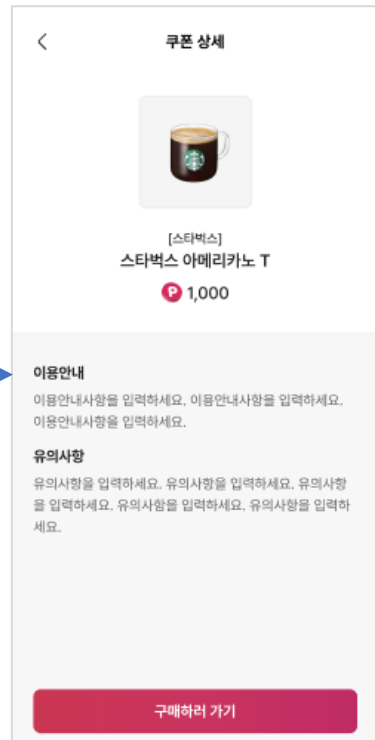 쿠폰 상세
[스타벅스]
스타벅스 아메리카노 T
P 1,000
이용안내
이용안내사항을 입력하세요. 이용안내사항을 입력하세요.
이용안내사항을 입력하세요.
유의사항
유의사항을 입력하세요. 유의사항을 입력하세요. 유의사항
을 입력하세요. 유의사항을 입력하세요. 유의사항을 입력하
세요.
구매하러 가기